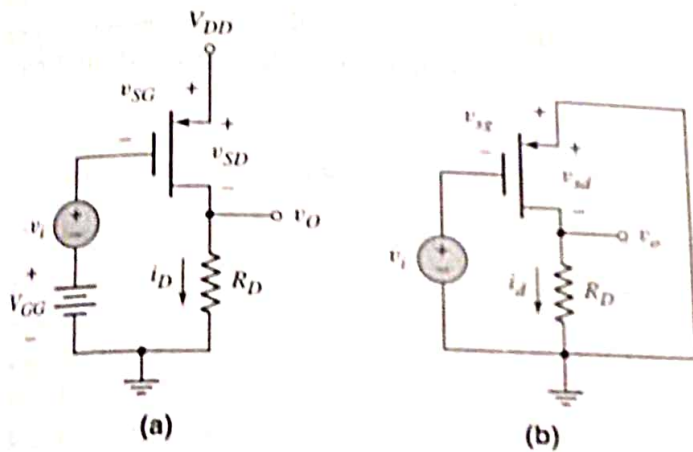 V_DD
v_SG
+
−
+
v_SD
−
v_i
+
−
v_O
+
V_GG
−
i_D
R_D
(a)
+
v_sg
−
+
v_sd
−
v_i
+
−
v_o
i_d
R_D
(b)